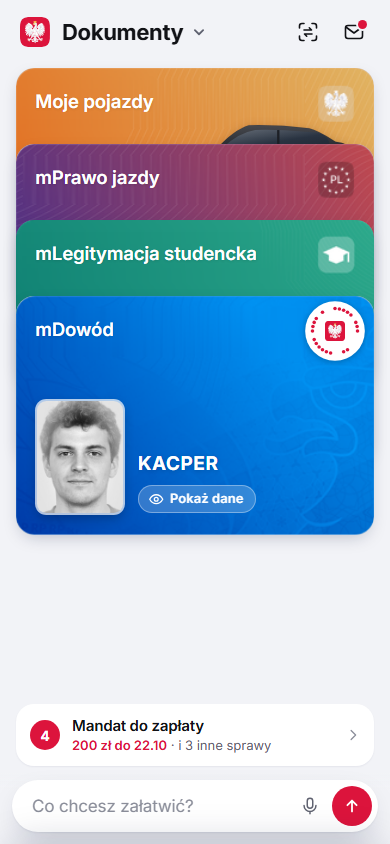 Dokumenty
Moje pojazdy
mPrawo jazdy
PL
mLegitymacja studencka
mDowód
KACPER
Pokaż dane
4
Mandat do zapłaty
200 zł do 22.10 · i 3 inne sprawy
Co chcesz załatwić?